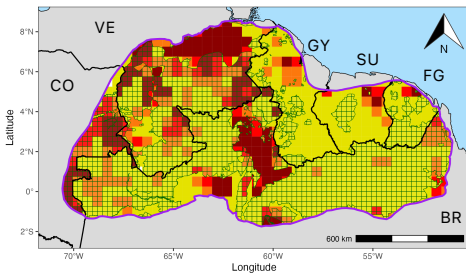 VE
GY
SU
FG
CO
BR
A
N
600 km
8°N
6°N
4°N
2°N
0°
2°S
70°W
65°W
60°W
55°W
Latitude
Longitude